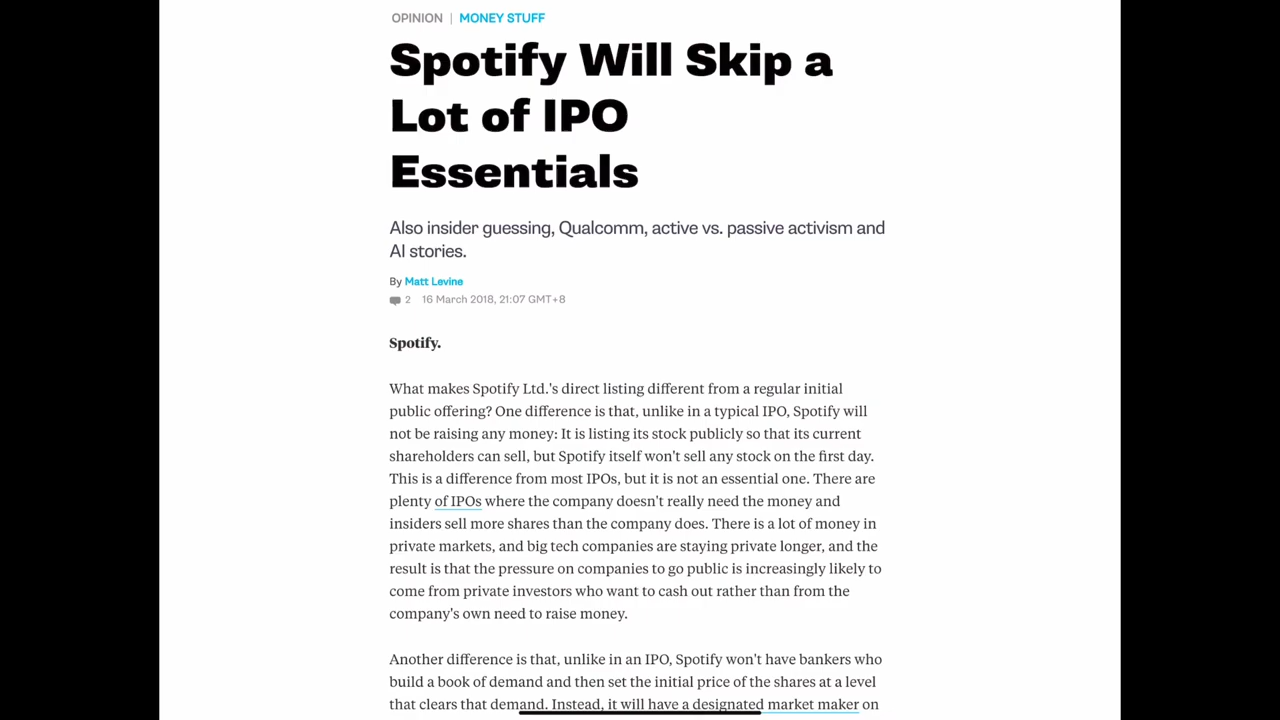 OPINION | MONEY STUFF
Spotify Will Skip a
Lot of IPO
Essentials
Also insider guessing, Qualcomm, active vs. passive activism and
AI stories.
By Matt Levine
2 16 March 2018, 21:07 GMT+8
Spotify.
What makes Spotify Ltd.'s direct listing different from a regular initial
public offering? One difference is that, unlike in a typical IPO, Spotify will
not be raising any money: It is listing its stock publicly so that its current
shareholders can sell, but Spotify itself won't sell any stock on the first day.
This is a difference from most IPOs, but it is not an essential one. There are
plenty of IPOs where the company doesn't really need the money and
insiders sell more shares than the company does. There is a lot of money in
private markets, and big tech companies are staying private longer, and the
result is that the pressure on companies to go public is increasingly likely to
come from private investors who want to cash out rather than from the
company's own need to raise money.
Another difference is that, unlike in an IPO, Spotify won't have bankers who
build a book of demand and then set the initial price of the shares at a level
that clears that demand. Instead, it will have a designated market maker on